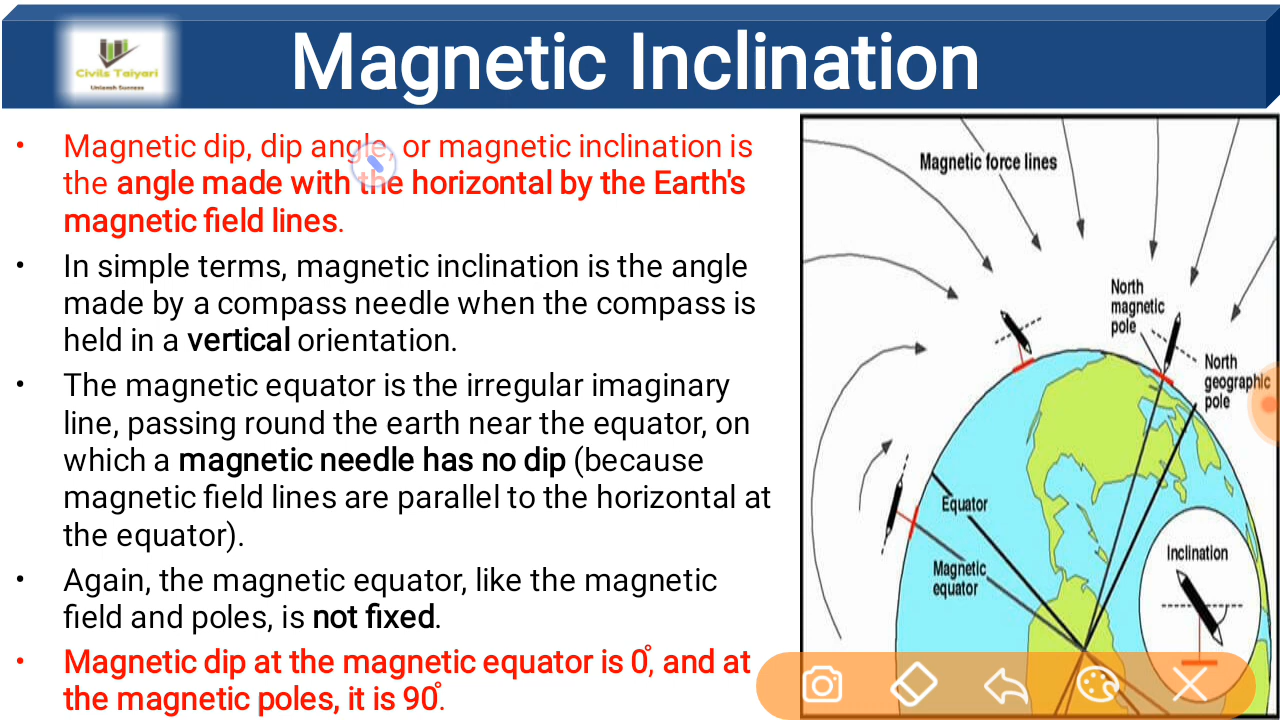 Civils Taiyari
Unleash Success
Magnetic Inclination
• Magnetic dip, dip angle, or magnetic inclination is
the angle made with the horizontal by the Earth's
magnetic field lines.
• In simple terms, magnetic inclination is the angle
made by a compass needle when the compass is
held in a vertical orientation.
• The magnetic equator is the irregular imaginary
line, passing round the earth near the equator, on
which a magnetic needle has no dip (because
magnetic field lines are parallel to the horizontal at
the equator).
• Again, the magnetic equator, like the magnetic
field and poles, is not fixed.
• Magnetic dip at the magnetic equator is 0°, and at
the magnetic poles, it is 90°.
Magnetic force lines
North
magnetic
pole
North
geographic
pole
Equator
Magnetic
equator
Inclination